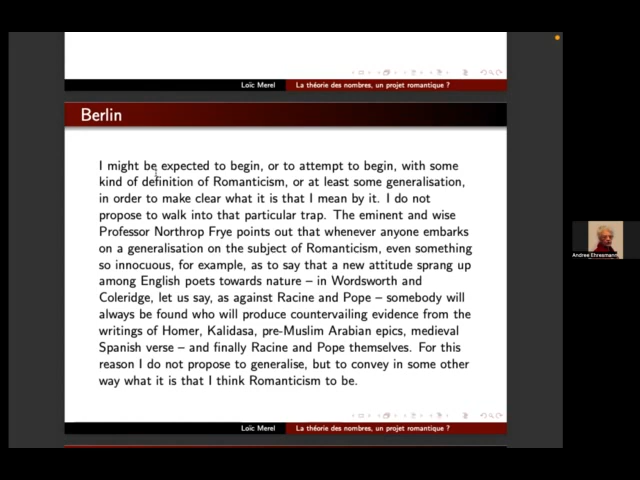 Loïc Merel La théorie des nombres, un projet romantique ?
Berlin
I might be expected to begin, or to attempt to begin, with some
kind of definition of Romanticism, or at least some generalisation,
in order to make clear what it is that I mean by it. I do not
propose to walk into that particular trap. The eminent and wise
Professor Northrop Frye points out that whenever anyone embarks
on a generalisation on the subject of Romanticism, even something
so innocuous, for example, as to say that a new attitude sprang up
among English poets towards nature – in Wordsworth and
Coleridge, let us say, as against Racine and Pope – somebody will
always be found who will produce countervailing evidence from the
writings of Homer, Kalidasa, pre-Muslim Arabian epics, medieval
Spanish verse – and finally Racine and Pope themselves. For this
reason I do not propose to generalise, but to convey in some other
way what it is that I think Romanticism to be.
Loïc Merel La théorie des nombres, un projet romantique ?
Andree Ehresmann